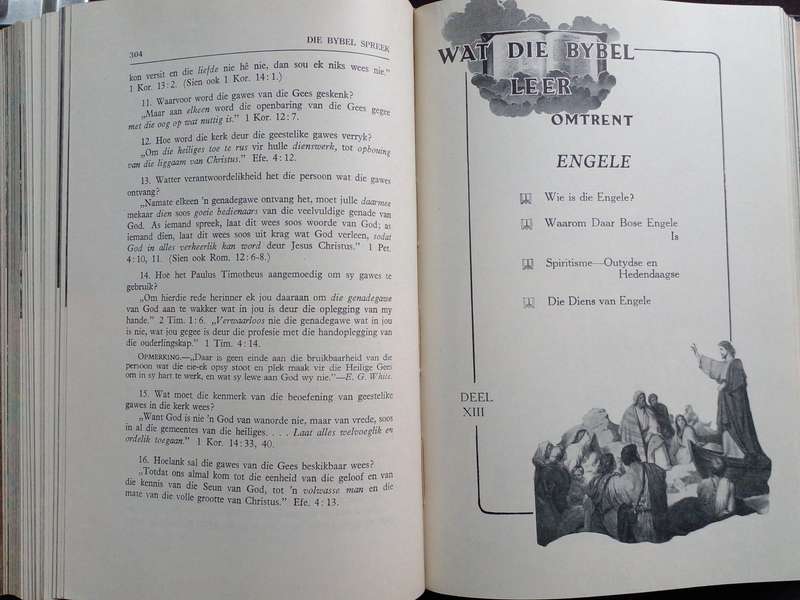 304
DIE BYBEL SPREEK
kon versit en die liefde nie hê nie, dan sou ek niks wees nie.”
1 Kor. 13:2. (Sien ook 1 Kor. 14:1.)
11. Waarvoor word die gawes van die Gees geskenk?
„Maar aan elkeen word die openbaring van die Gees gegee
met die oog op wat nuttig is.” 1 Kor. 12:7.
12. Hoe word die kerk deur die geestelike gawes verryk?
„Om die heiliges toe te rus vir hulle dienswerk, tot opbouing
van die liggaam van Christus.” Efe. 4:12.
13. Watter verantwoordelikheid het die persoon wat die gawes
ontvang?
„Namate elkeen 'n genadegawe ontvang het, moet julle daarmee
mekaar dien soos goeie bedienaars van die veelvuldige genade van
God. As iemand spreek, laat dit wees soos woorde van God; as
iemand dien, laat dit wees soos uit krag wat God verleen, sodat
God in alles verheerlik kan word deur Jesus Christus.” 1 Pet.
4:10, 11. (Sien ook Rom. 12:6-8.)
14. Hoe het Paulus Timotheus aangemoedig om sy gawes te
gebruik?
„Om hierdie rede herinner ek jou daaraan om die genadegawe
van God aan te wakker wat in jou is deur die oplegging van my
hande.” 2 Tim. 1:6. „Verwaarloos nie die genadegawe wat in jou
is nie, wat jou gegee is deur die profesie met die handoplegging van
die ouderlingskap.” 1 Tim. 4:14.
OPMERKING.—„Daar is geen einde aan die bruikbaarheid van die
persoon wat die eie-ek opsy stoot en plek maak vir die Heilige Gees
om in sy hart te werk, en wat sy lewe aan God wy nie.”—E. G. White.
15. Wat moet die kenmerk van die beoefening van geestelike
gawes in die kerk wees?
„Want God is nie 'n God van wanorde nie, maar van vrede, soos
in al die gemeentes van die heiliges. . . . Laat alles welvoeglik en
ordelik toegaan.” 1 Kor. 14:33, 40.
16. Hoelank sal die gawes van die Gees beskikbaar wees?
„Totdat ons almal kom tot die eenheid van die geloof en van
die kennis van die Seun van God, tot 'n volwasse man en die
mate van die volle grootte van Christus.” Efe. 4:13.
WAT DIE BYBEL
LEER
OMTRENT
ENGELE
Wie is die Engele?
Waarom Daar Bose Engele
Is
Spiritisme—Outydse en
Hedendaagse
Die Diens van Engele
DEEL
XIII